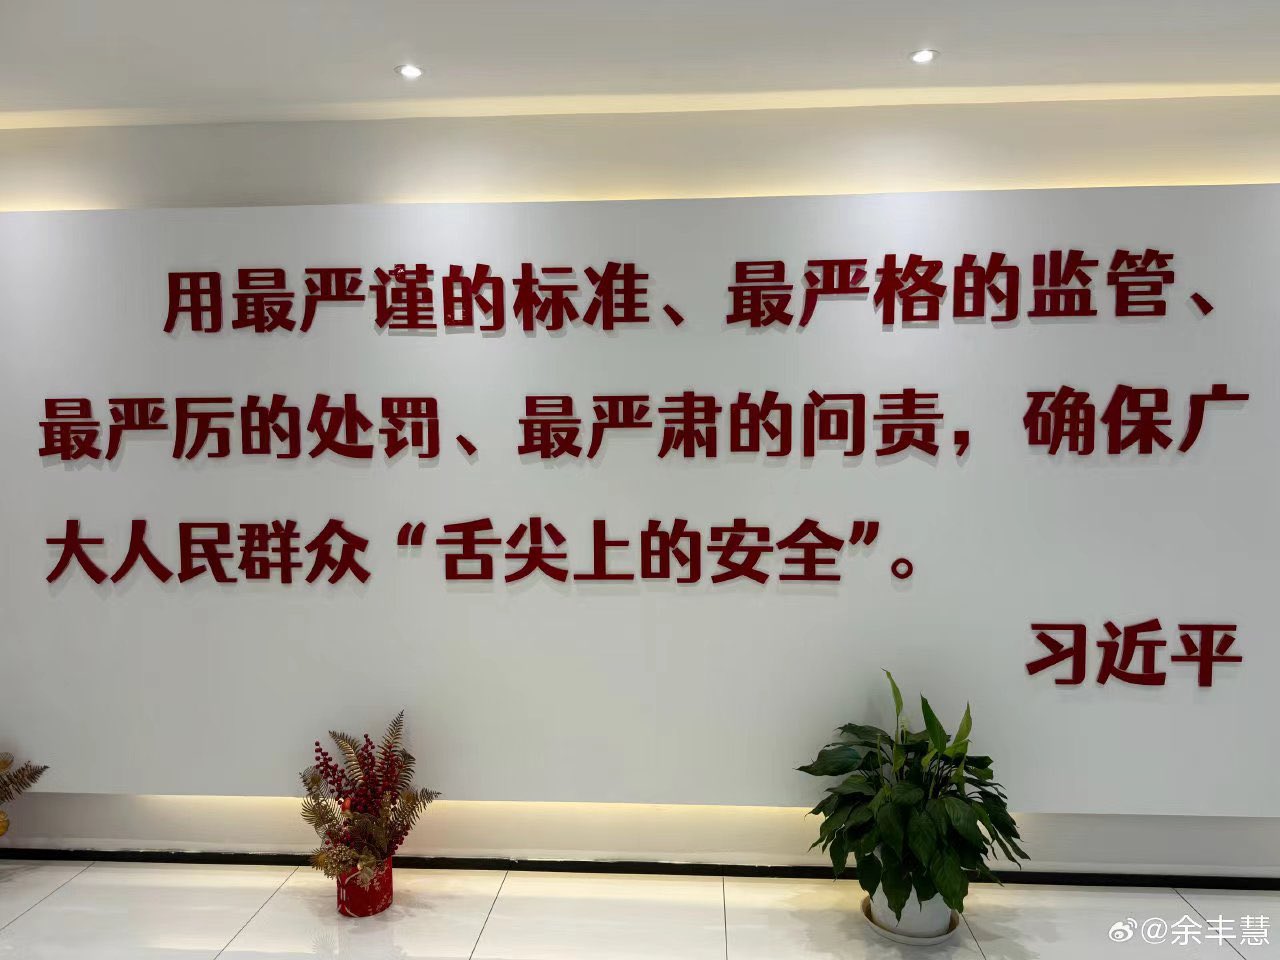 用最严谨的标准、最严格的监管、
最严厉的处罚、最严肃的问责，确保广
大人民群众“舌尖上的安全”。
习近平
@余丰慧